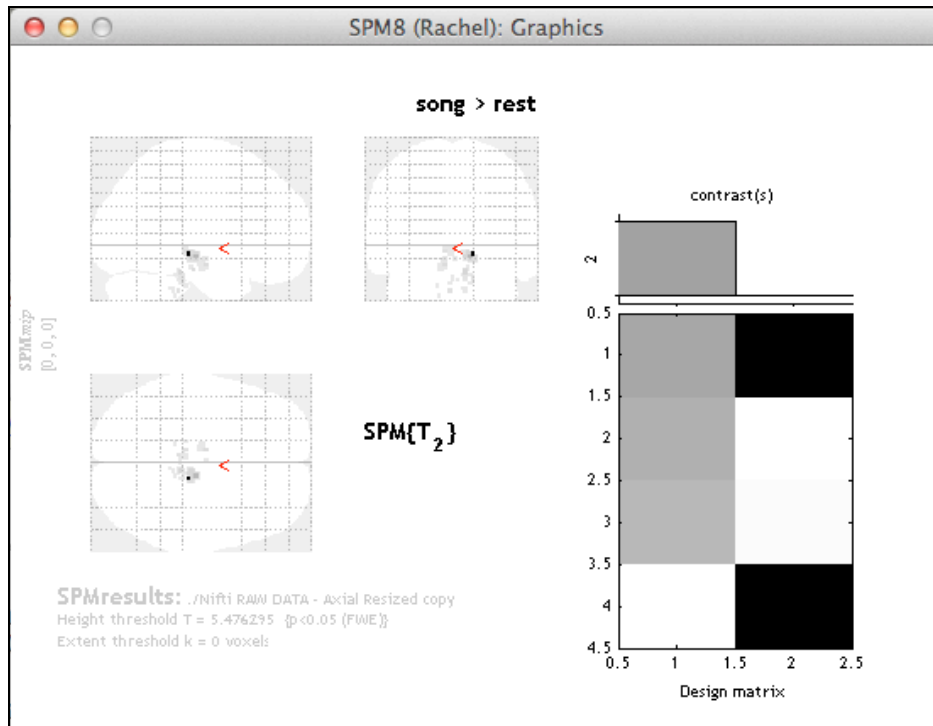 SPM8 (Rachel): Graphics
song > rest
contrast(s)
2
SPMmip
[0, 0, 0]
<
<
<
SPM{T2}
0.5
1
1.5
2
2.5
3
3.5
4
4.5
0.5 1 1.5 2 2.5
Design matrix
SPMresults: ./Nifti RAW DATA - Axial Resized copy
Height threshold T = 5.476295 {p<0.05 (FWE)}
Extent threshold k = 0 voxels